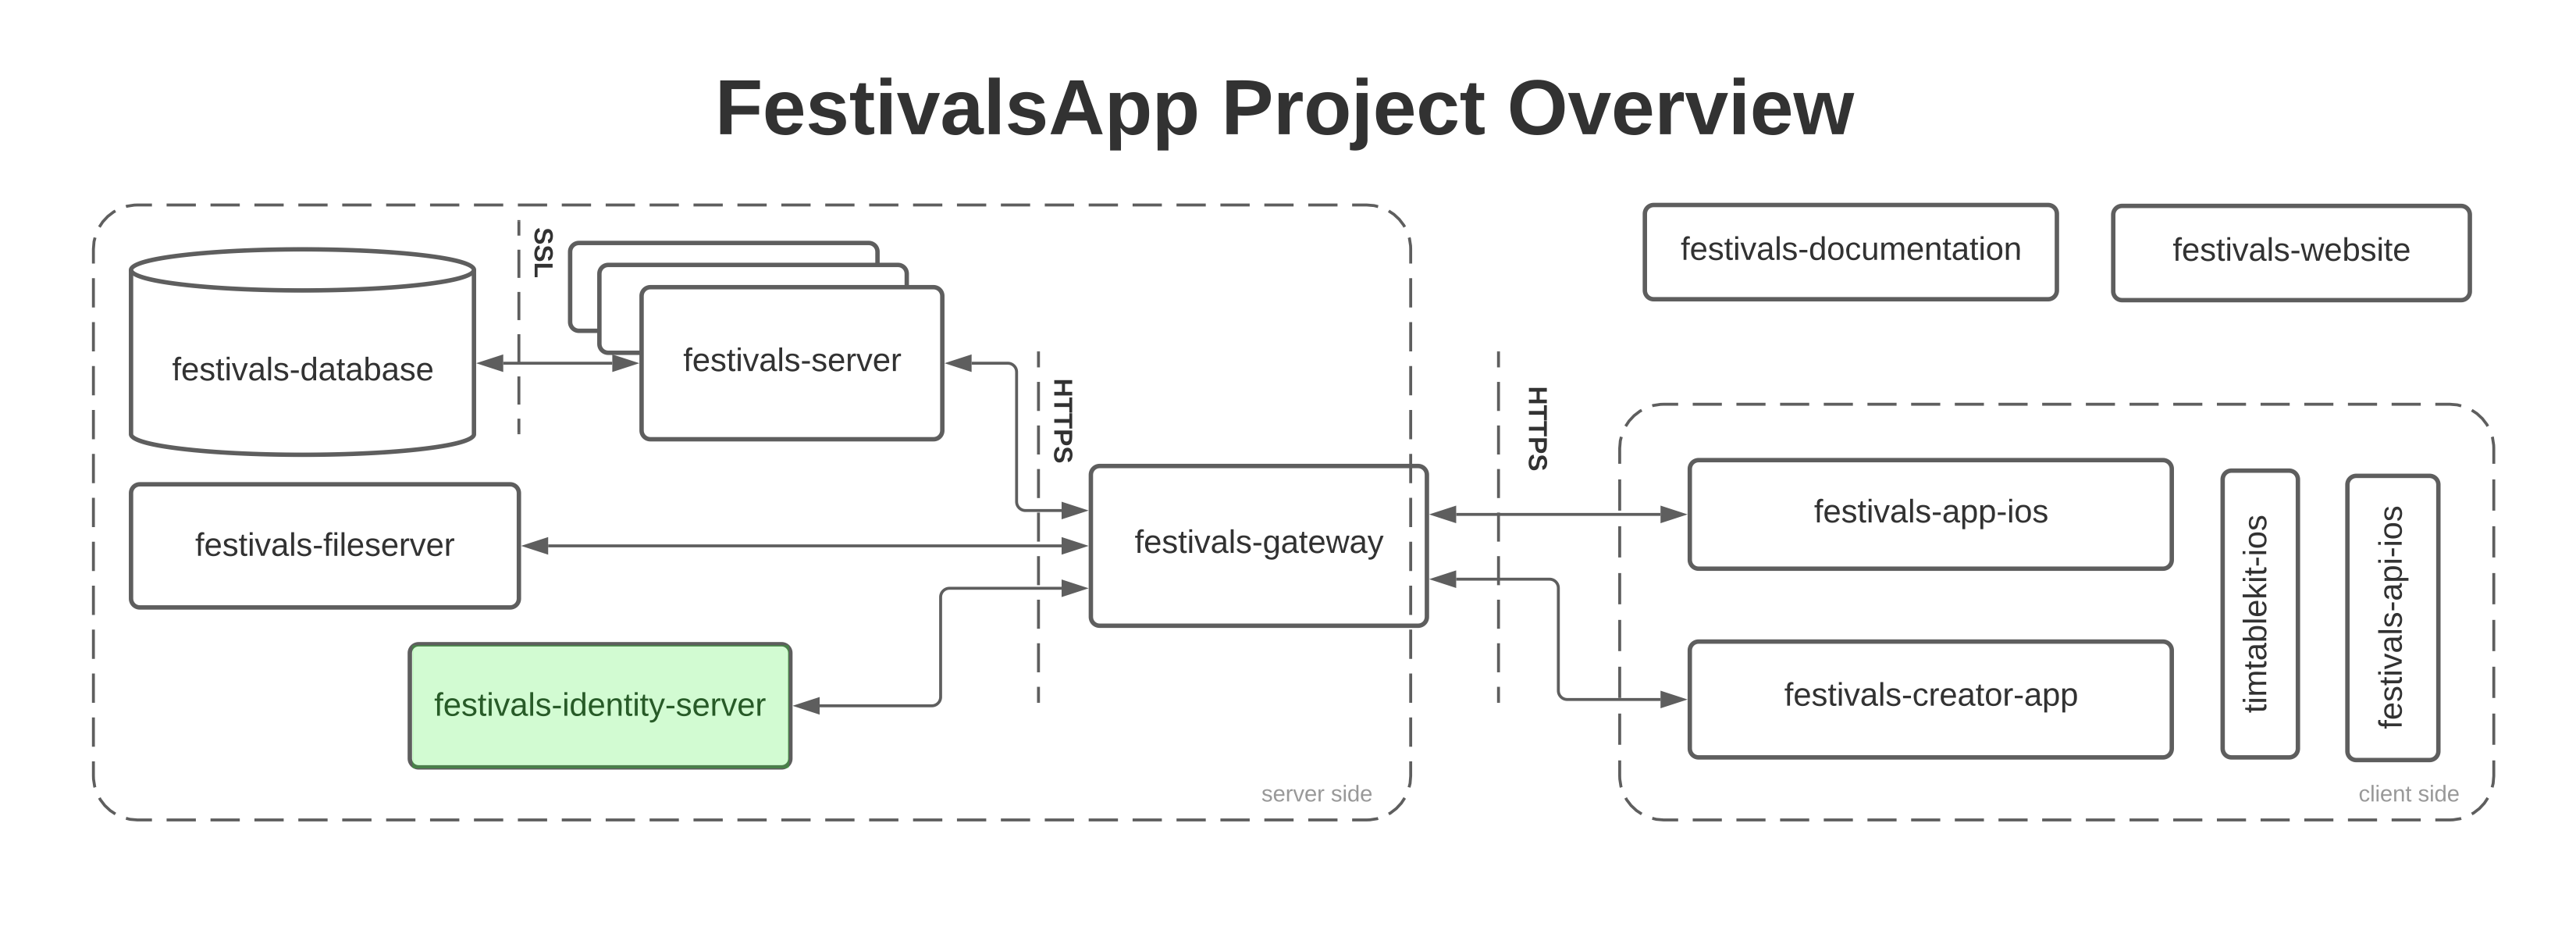 FestivalsApp Project Overview
SSL
festivals-database
festivals-server
HTTPS
festivals-fileserver
festivals-gateway
festivals-identity-server
server side
HTTPS
festivals-documentation
festivals-website
festivals-app-ios
festivals-creator-app
timtablekit-ios
festivals-api-ios
client side